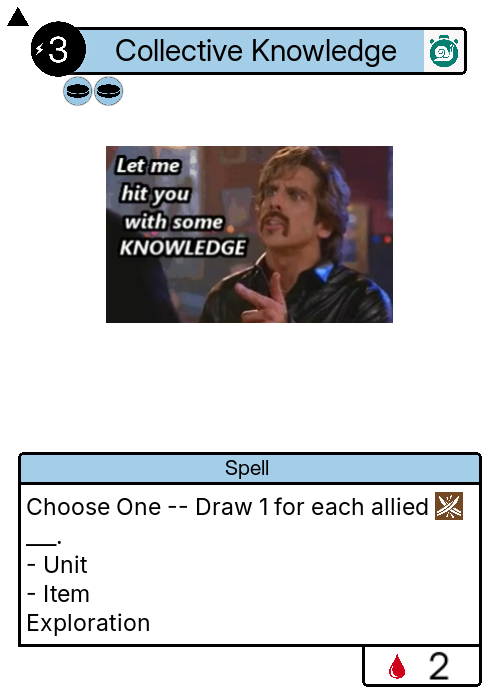 3
Collective Knowledge
Let me
hit you
with some
KNOWLEDGE
Spell
Choose One -- Draw 1 for each allied
___.
- Unit
- Item
Exploration
2